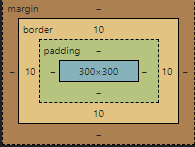 margin –
border 10
padding –
– 10 – 300×300 – 10 –
–
10
–